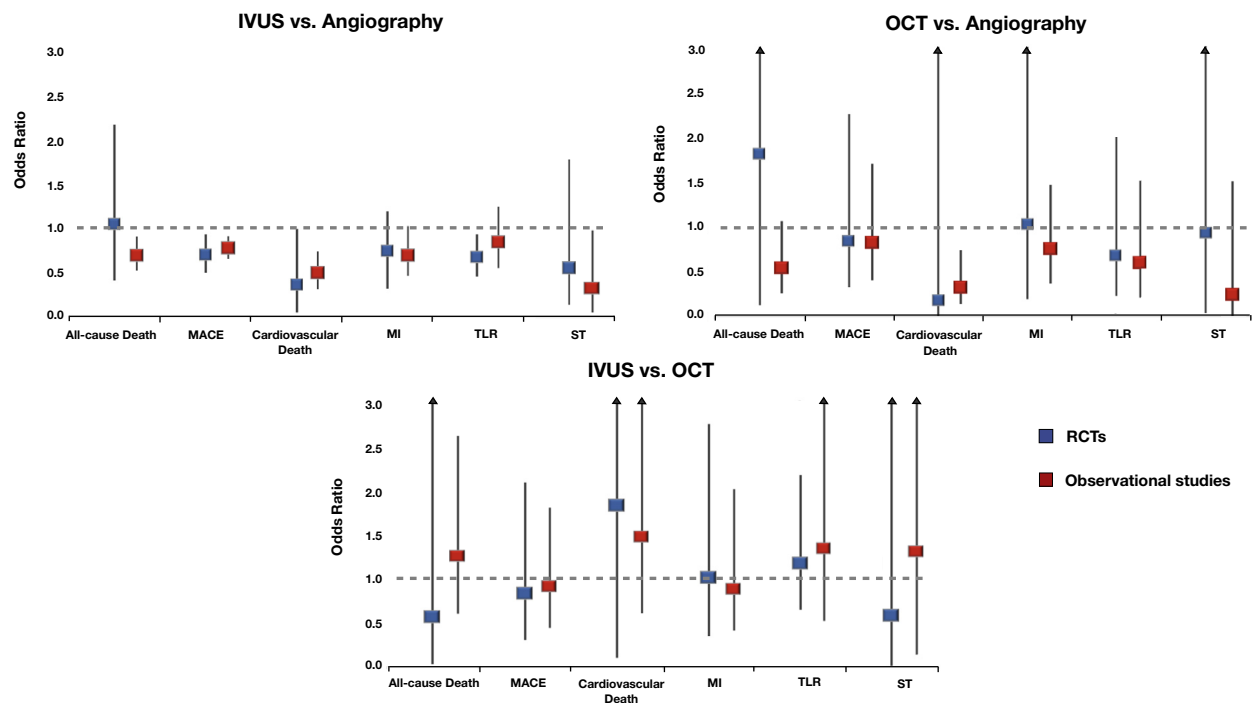 IVUS vs. Angiography
3.0
2.5
2.0
1.5
1.0
0.5
0.0
Odds Ratio
All-cause Death
MACE
Cardiovascular
Death
MI
TLR
ST
OCT vs. Angiography
3.0
2.5
2.0
1.5
1.0
0.5
0.0
Odds Ratio
All-cause Death
MACE
Cardiovascular
Death
MI
TLR
ST
IVUS vs. OCT
3.0
2.5
2.0
1.5
1.0
0.5
0.0
Odds Ratio
All-cause Death
MACE
Cardiovascular
Death
MI
TLR
ST
RCTs
Observational studies